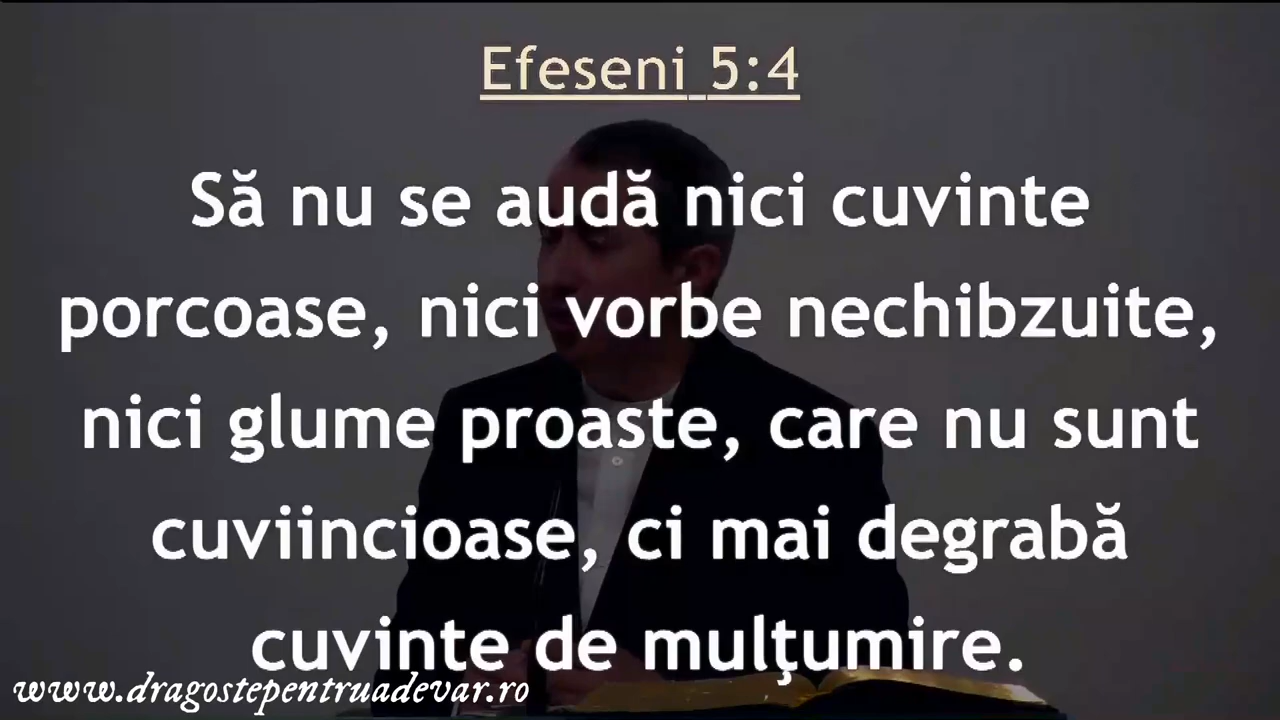 Efeseni 5:4
Să nu se audă nici cuvinte
porcoase, nici vorbe nechibzuite,
nici glume proaste, care nu sunt
cuviincioase, ci mai degrabă
cuvinte de mulţumire.
www.dragostepentruadevar.ro